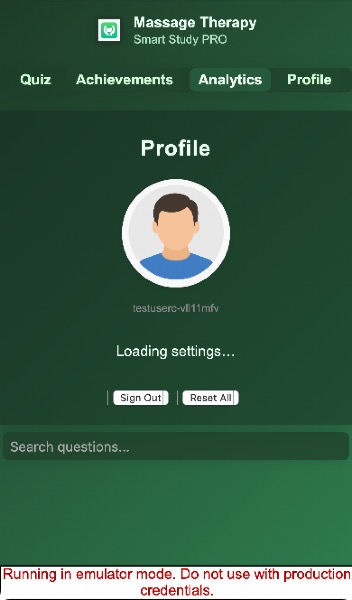 Massage Therapy
Smart Study PRO
Quiz Achievements Analytics Profile
Profile
testuserc-vll11mfv
Loading settings...
Sign Out Reset All
Search questions...
Running in emulator mode. Do not use with production
credentials.